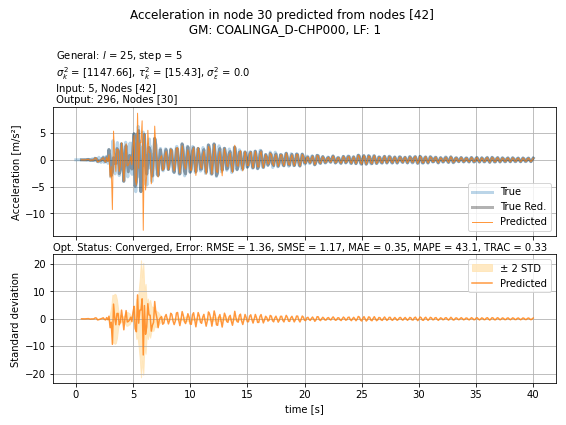 Acceleration in node 30 predicted from nodes [42]
GM: COALINGA_D-CHP000, LF: 1
General: l = 25, step = 5
σ²ₖ = [1147.66], τ²ₖ = [15.43], σ²ε = 0.0
Input: 5, Nodes [42]
Output: 296, Nodes [30]
Acceleration [m/s²]
5
0
−5
−10
True
True Red.
Predicted
Opt. Status: Converged, Error: RMSE = 1.36, SMSE = 1.17, MAE = 0.35, MAPE = 43.1, TRAC = 0.33
Standard deviation
20
10
0
−10
−20
± 2 STD
Predicted
0 5 10 15 20 25 30 35 40
time [s]